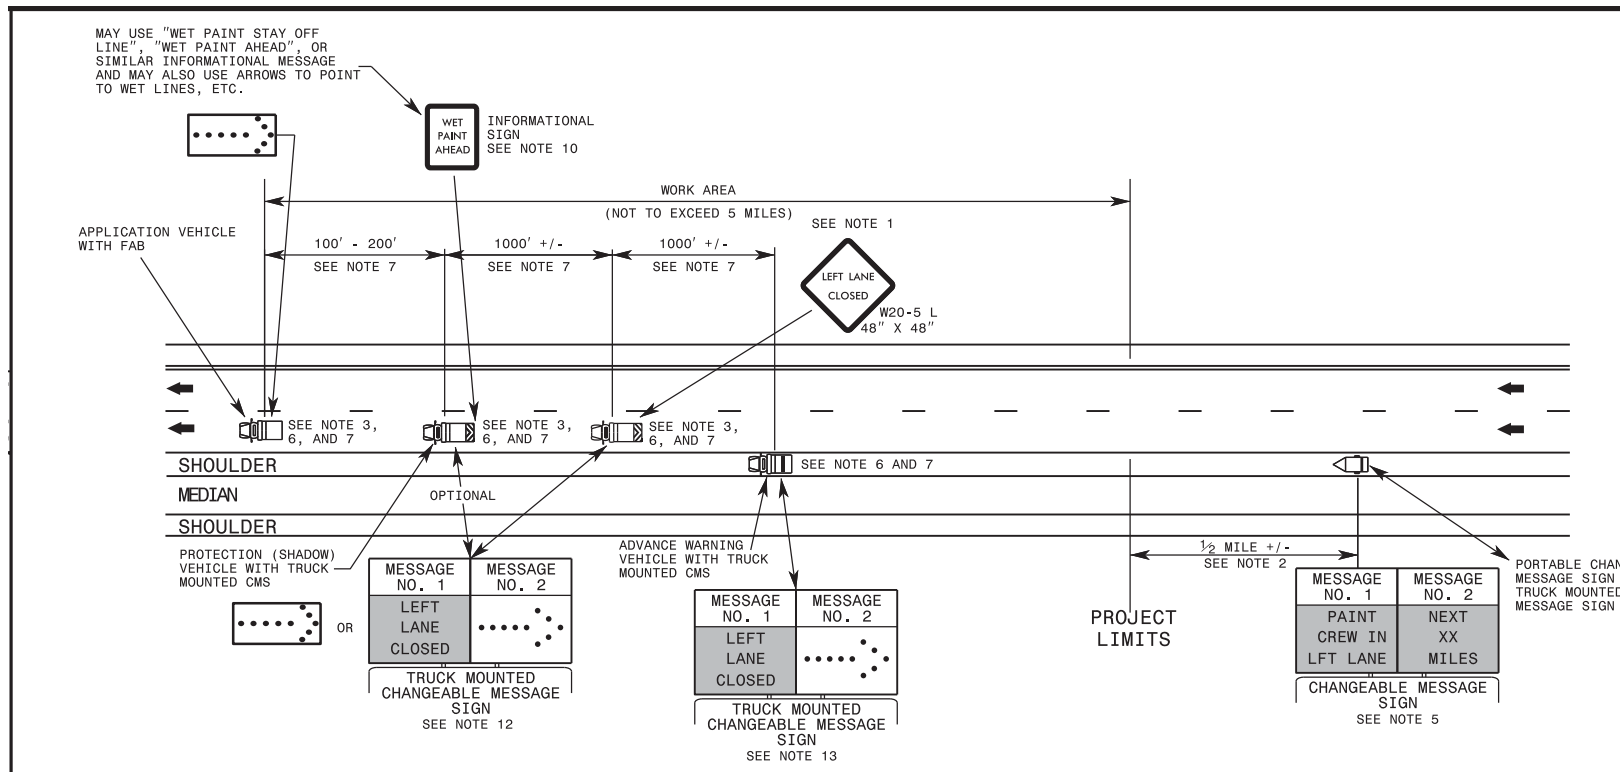 MAY USE "WET PAINT STAY OFF
LINE", "WET PAINT AHEAD", OR
SIMILAR INFORMATIONAL MESSAGE
AND MAY ALSO USE ARROWS TO POINT
TO WET LINES, ETC.
WET
PAINT
AHEAD
INFORMATIONAL
SIGN
SEE NOTE 10
WORK AREA
(NOT TO EXCEED 5 MILES)
SEE NOTE 1
APPLICATION VEHICLE
WITH FAB
100' - 200'
SEE NOTE 7
1000' +/-
SEE NOTE 7
1000' +/-
SEE NOTE 7
LEFT LANE
CLOSED
W20-5 L
48" X 48"
SEE NOTE 3,
6, AND 7
SEE NOTE 3,
6, AND 7
SEE NOTE 3,
6, AND 7
SHOULDER
SEE NOTE 6 AND 7
MEDIAN
OPTIONAL
SHOULDER
PROTECTION (SHADOW)
VEHICLE WITH TRUCK
MOUNTED CMS
OR
MESSAGE
NO. 1
MESSAGE
NO. 2
LEFT
LANE
CLOSED
TRUCK MOUNTED
CHANGEABLE MESSAGE
SIGN
SEE NOTE 12
ADVANCE WARNING
VEHICLE WITH TRUCK
MOUNTED CMS
MESSAGE
NO. 1
MESSAGE
NO. 2
LEFT
LANE
CLOSED
TRUCK MOUNTED
CHANGEABLE MESSAGE
SIGN
SEE NOTE 13
PROJECT
LIMITS
½ MILE +/-
SEE NOTE 2
MESSAGE
NO. 1
MESSAGE
NO. 2
PAINT
CREW IN
LFT LANE
NEXT
XX
MILES
CHANGEABLE MESSAGE
SIGN
SEE NOTE 5
PORTABLE CHAN
MESSAGE SIGN
TRUCK MOUNTED
MESSAGE SIGN